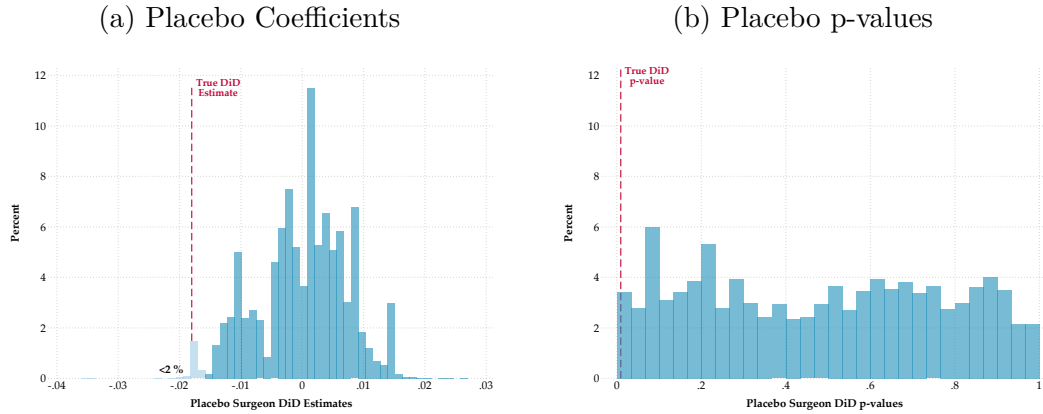 (a) Placebo Coefficients
12
10
8
6
4
2
0
Percent
True DiD
Estimate
<2 %
-.04
-.03
-.02
-.01
0
.01
.02
.03
Placebo Surgeon DiD Estimates
(b) Placebo p-values
12
10
8
6
4
2
0
Percent
True DiD
p-value
0
.2
.4
.6
.8
1
Placebo Surgeon DiD p-values